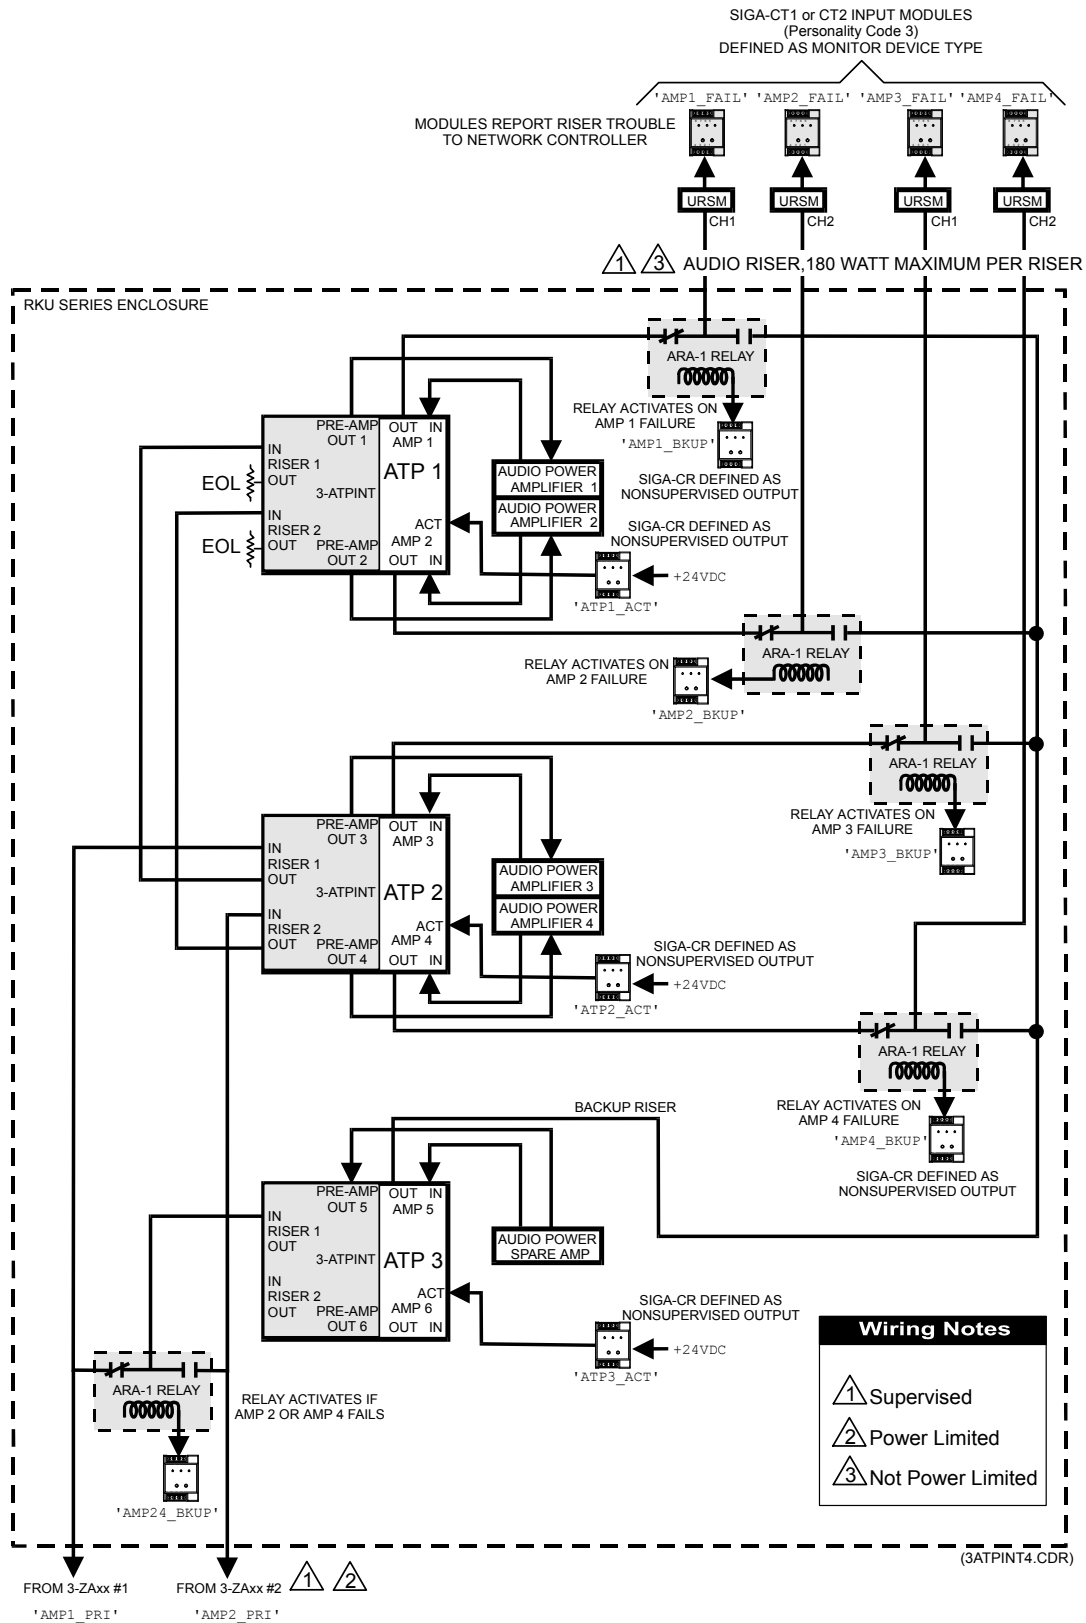 SIGA-CT1 or CT2 INPUT MODULES
(Personality Code 3)
DEFINED AS MONITOR DEVICE TYPE
'AMP1_FAIL' 'AMP2_FAIL' 'AMP3_FAIL' 'AMP4_FAIL'
MODULES REPORT RISER TROUBLE
TO NETWORK CONTROLLER
URSM URSM URSM URSM
CH1 CH2 CH1 CH2
1 3 AUDIO RISER,180 WATT MAXIMUM PER RISER
RKU SERIES ENCLOSURE
ARA-1 RELAY
RELAY ACTIVATES ON
AMP 1 FAILURE
'AMP1_BKUP'
SIGA-CR DEFINED AS
NONSUPERVISED OUTPUT
PRE-AMP
OUT 1
OUT IN
AMP 1
IN
RISER 1
OUT
EOL
3-ATPINT
ATP 1
IN
RISER 2
OUT
EOL
PRE-AMP
OUT 2
ACT
AMP 2
OUT IN
AUDIO POWER
AMPLIFIER 1
AUDIO POWER
AMPLIFIER 2
SIGA-CR DEFINED AS
NONSUPERVISED OUTPUT
+24VDC
'ATP1_ACT'
ARA-1 RELAY
RELAY ACTIVATES ON
AMP 2 FAILURE
'AMP2_BKUP'
ARA-1 RELAY
RELAY ACTIVATES ON
AMP 3 FAILURE
'AMP3_BKUP'
PRE-AMP
OUT 3
OUT IN
AMP 3
IN
RISER 1
OUT
3-ATPINT
ATP 2
IN
RISER 2
OUT
PRE-AMP
OUT 4
ACT
AMP 4
OUT IN
AUDIO POWER
AMPLIFIER 3
AUDIO POWER
AMPLIFIER 4
SIGA-CR DEFINED AS
NONSUPERVISED OUTPUT
+24VDC
'ATP2_ACT'
ARA-1 RELAY
RELAY ACTIVATES ON
AMP 4 FAILURE
'AMP4_BKUP'
SIGA-CR DEFINED AS
NONSUPERVISED OUTPUT
BACKUP RISER
PRE-AMP
OUT 5
OUT IN
AMP 5
IN
RISER 1
OUT
3-ATPINT
ATP 3
IN
RISER 2
OUT
PRE-AMP
OUT 6
ACT
AMP 6
OUT IN
AUDIO POWER
SPARE AMP
SIGA-CR DEFINED AS
NONSUPERVISED OUTPUT
+24VDC
'ATP3_ACT'
ARA-1 RELAY
RELAY ACTIVATES IF
AMP 2 OR AMP 4 FAILS
'AMP24_BKUP'
Wiring Notes
1 Supervised
2 Power Limited
3 Not Power Limited
(3ATPINT4.CDR)
FROM 3-ZAxx #1
'AMP1_PRI'
FROM 3-ZAxx #2 1 2
'AMP2_PRI'